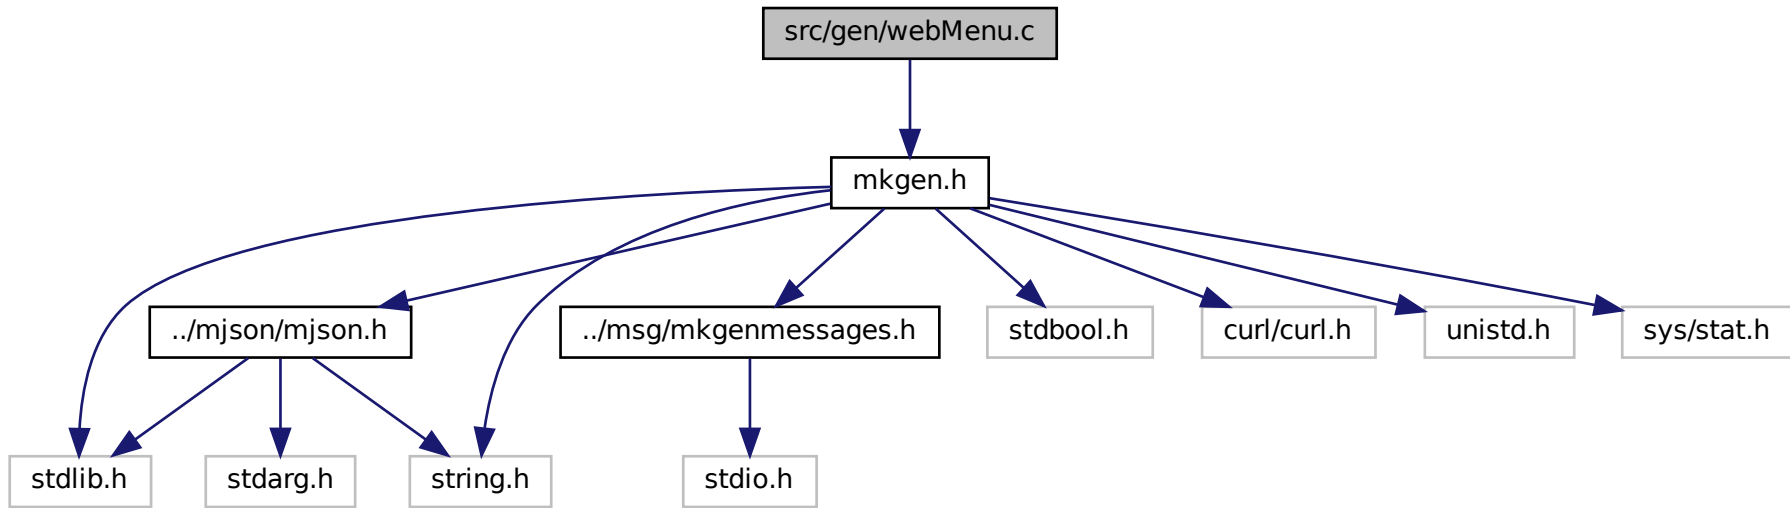 src/gen/webMenu.c
mkgen.h
../mjson/mjson.h
../msg/mkgenmessages.h
stdbool.h
curl/curl.h
unistd.h
sys/stat.h
stdlib.h
stdarg.h
string.h
stdio.h